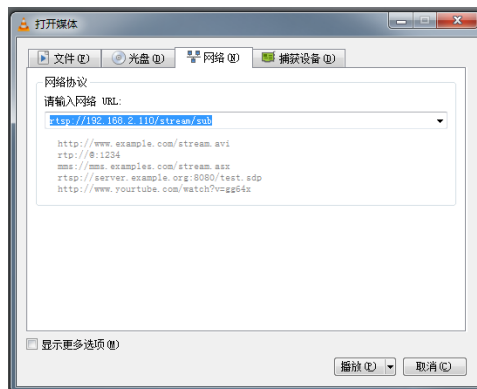 打开媒体
文件(F) 光盘(D) 网络(N) 捕获设备(D)
网络协议
请输入网络 URL:
rtsp://192.168.2.110/stream/sub
http://www.example.com/stream.avi
rtp://@:1234
mms://mms.examples.com/stream.asx
rtsp://server.example.org:8080/test.sdp
http://www.yourtube.com/watch?v=gg64x
显示更多选项(M)
播放(P) 取消(C)